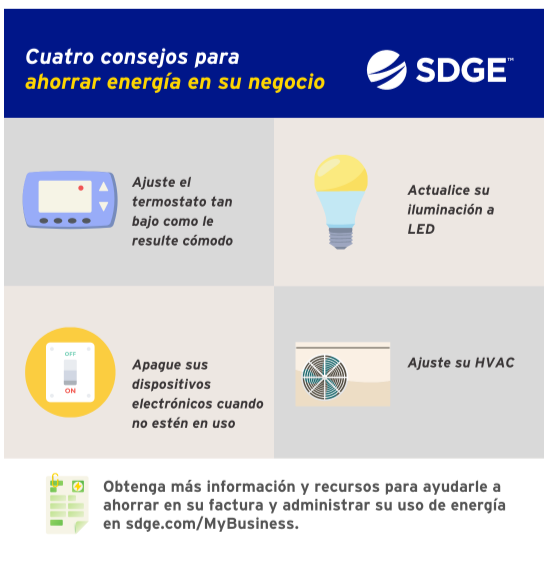 Cuatro consejos para
ahorrar energía en su negocio
SDGE™
Ajuste el
termostato tan
bajo como le
resulte cómodo
Actualice su
iluminación a
LED
OFF
ON
Apague sus
dispositivos
electrónicos cuando
no estén en uso
Ajuste su HVAC
Obtenga más información y recursos para ayudarle a
ahorrar en su factura y administrar su uso de energía
en sdge.com/MyBusiness.